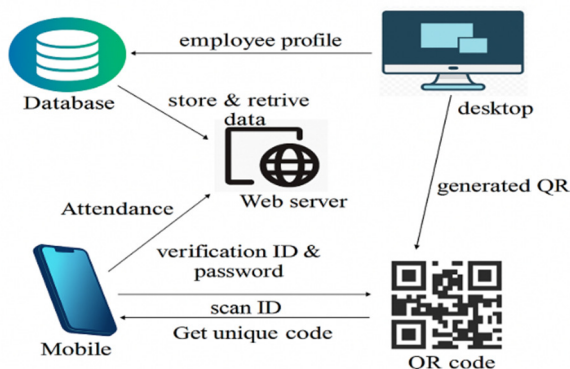 employee profile
Database
store & retrive
data
desktop
Web server
generated QR
Attendance
verification ID &
password
scan ID
Get unique code
Mobile
QR code